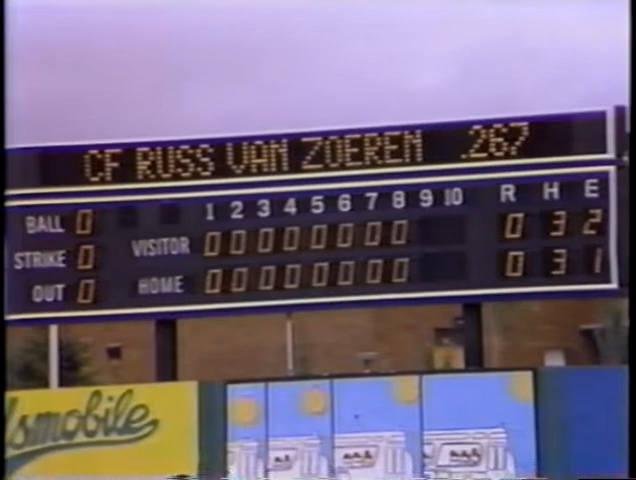 CF RUSS VAN ZOEREN .267
1 2 3 4 5 6 7 8 9 10 R H E
BALL 0
VISITOR 0 0 0 0 0 0 0 0 0 3 2
STRIKE 0
HOME 0 0 0 0 0 0 0 0 0 3 1
OUT 0
smobile